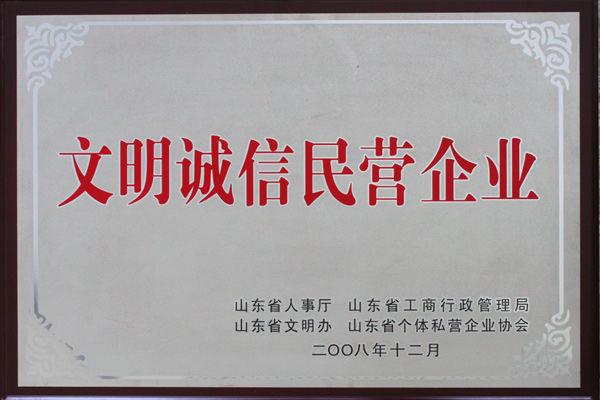 文明诚信民营企业
山东省人事厅 山东省工商行政管理局
山东省文明办 山东省个体私营企业协会
二〇〇八年十二月